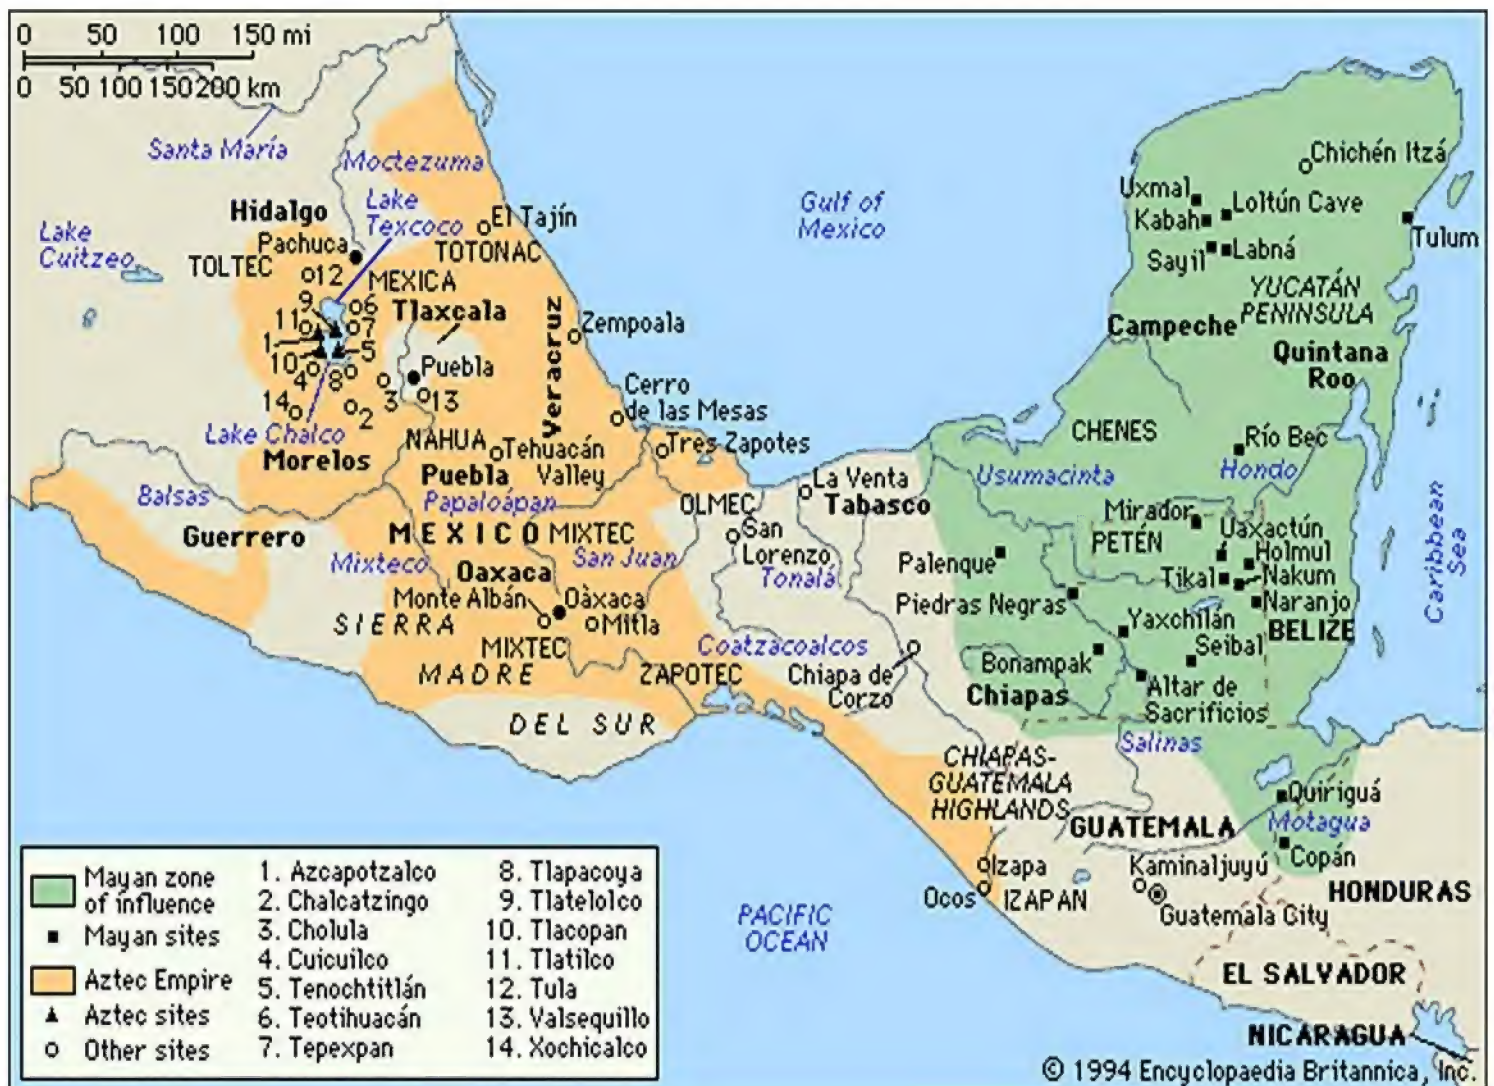 0 50 100 150 mi
0 50 100 150 200 km
Santa María
Moctezuma
Hidalgo
Lake
Texcoco
Lake
Cuitzeo
Pachuca
TOLTEC
El Tajín
TOTONAC
12
MEXICA
9
6
Tlaxcala
11
7
1
10
5
4
8
Puebla
3
13
14
2
Veracruz
Zempoala
Cerro
de las Mesas
Lake Chalco
NAHUA
Tehuacán
Valley
Tres Zapotes
Morelos
Puebla
Balsas
Papaloápan
Guerrero
MEXICO
MIXTEC
OLMEC
La Venta
Tabasco
San
Lorenzo
Mixteco
San Juan
Tonalá
Oaxaca
Monte Albán
Oàxaca
Mitla
SIERRA
MIXTEC
Coatzacoalcos
MADRE
ZAPOTEC
Chiapa de
Corzo
DEL SUR
Gulf of
Mexico
Chichén Itzá
Uxmal
Loltún Cave
Kabah
Tulum
Sayil
Labná
YUCATÁN
PENINSULA
Campeche
Quintana
Roo
CHENES
Río Bec
Usumacinta
Hondo
Mirador
Uaxactún
PETÉN
Holmul
Palenque
Tikal
Nakum
Piedras Negras
Naranjo
Yaxchilán
BELIZE
Seibal
Bonampak
Chiapas
Altar de
Sacrificios
Caribbean
Sea
Salinas
CHIAPAS-
GUATEMALA
HIGHLANDS
Quiriguá
GUATEMALA
Motagua
Copán
Izapa
Kaminaljuyú
Ocos
IZAPAN
Guatemala City
HONDURAS
PACIFIC
OCEAN
EL SALVADOR
NICARAGUA
Mayan zone
of influence
Mayan sites
Aztec Empire
Aztec sites
Other sites
1. Azcapotzalco
2. Chalcatzingo
3. Cholula
4. Cuicuilco
5. Tenochtitlán
6. Teotihuacán
7. Tepexpan
8. Tlapacoya
9. Tlatelolco
10. Tlacopan
11. Tlatilco
12. Tula
13. Valsequillo
14. Xochicalco
© 1994 Encyclopaedia Britannica, Inc.